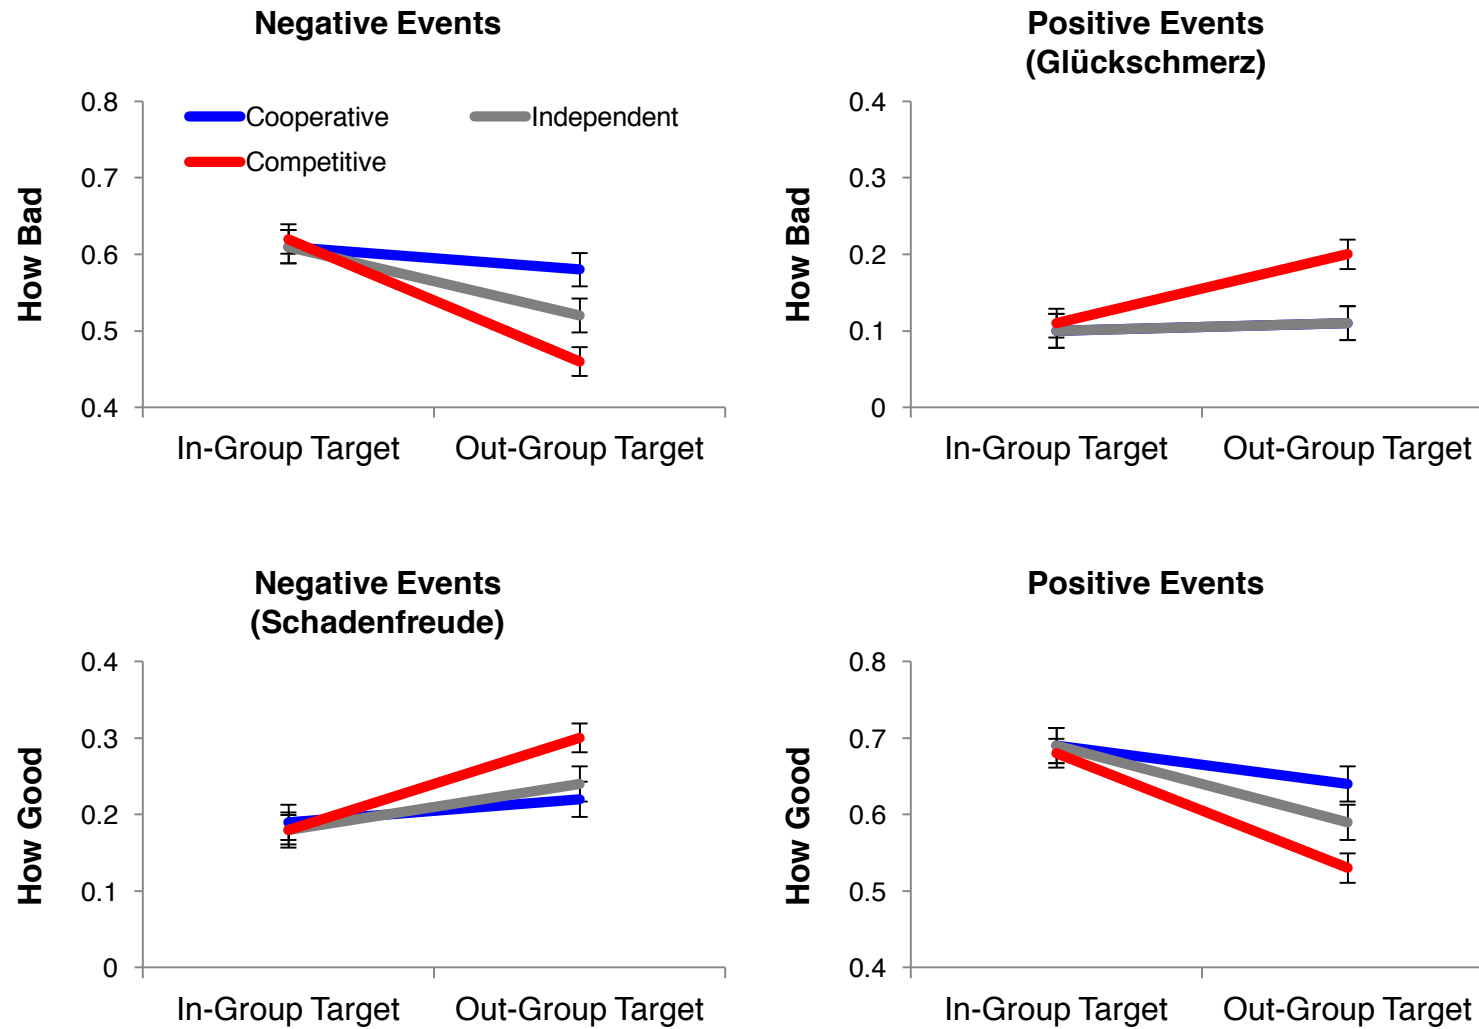 Negative Events
0.8
0.7
0.6
0.5
0.4
How Bad
Cooperative
Independent
Competitive
In-Group Target
Out-Group Target
Positive Events
(Glückschmerz)
0.4
0.3
0.2
0.1
0
How Bad
In-Group Target
Out-Group Target
Negative Events
(Schadenfreude)
0.4
0.3
0.2
0.1
0
How Good
In-Group Target
Out-Group Target
Positive Events
0.8
0.7
0.6
0.5
0.4
How Good
In-Group Target
Out-Group Target